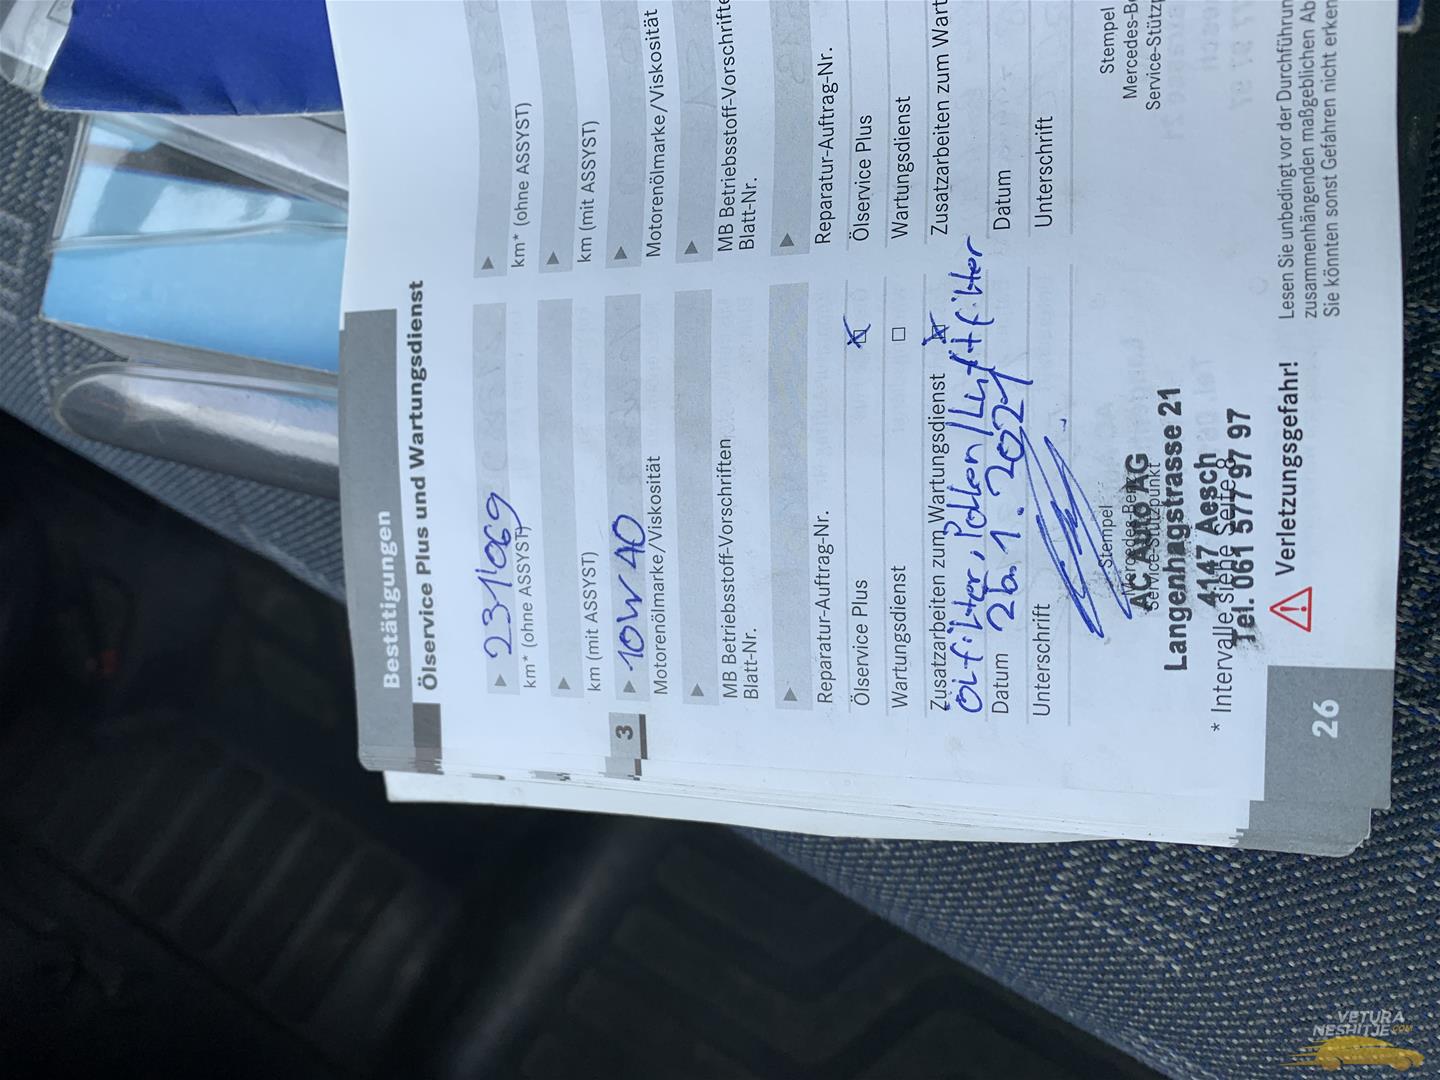 Bestätigungen
Ölservice Plus und Wartungsdienst
231'069
km* (ohne ASSYST)
km (mit ASSYST)
3
10W40
Motorenölmarke/Viskosität
MB Betriebsstoff-Vorschriften
Blatt-Nr.
Reparatur-Auftrag-Nr.
Ölservice Plus
Wartungsdienst
Zusatzarbeiten zum Wartungsdienst
Ölfilter, Pollen/Luftfilter
Datum 26.1.2021
Unterschrift
Stempel
Mercedes-Benz
Service-Stützpunkt
AC Auto AG
Langenhagstrasse 21
4147 Aesch
Tel. 061 577 97 97
* Intervalle siehe Seite 8
km* (ohne ASSYST)
km (mit ASSYST)
Motorenölmarke/Viskosität
MB Betriebsstoff-Vorschrifte
Blatt-Nr.
Reparatur-Auftrag-Nr.
Ölservice Plus
Wartungsdienst
Zusatzarbeiten zum Wart
Datum
Unterschrift
Stempel
Mercedes-Be
Service-Stütz
Verletzungsgefahr!
Lesen Sie unbedingt vor der Durchführun
zusammenhängenden maßgeblichen Ab
Sie könnten sonst Gefahren nicht erken
26
VETURA
NESHITJE.COM